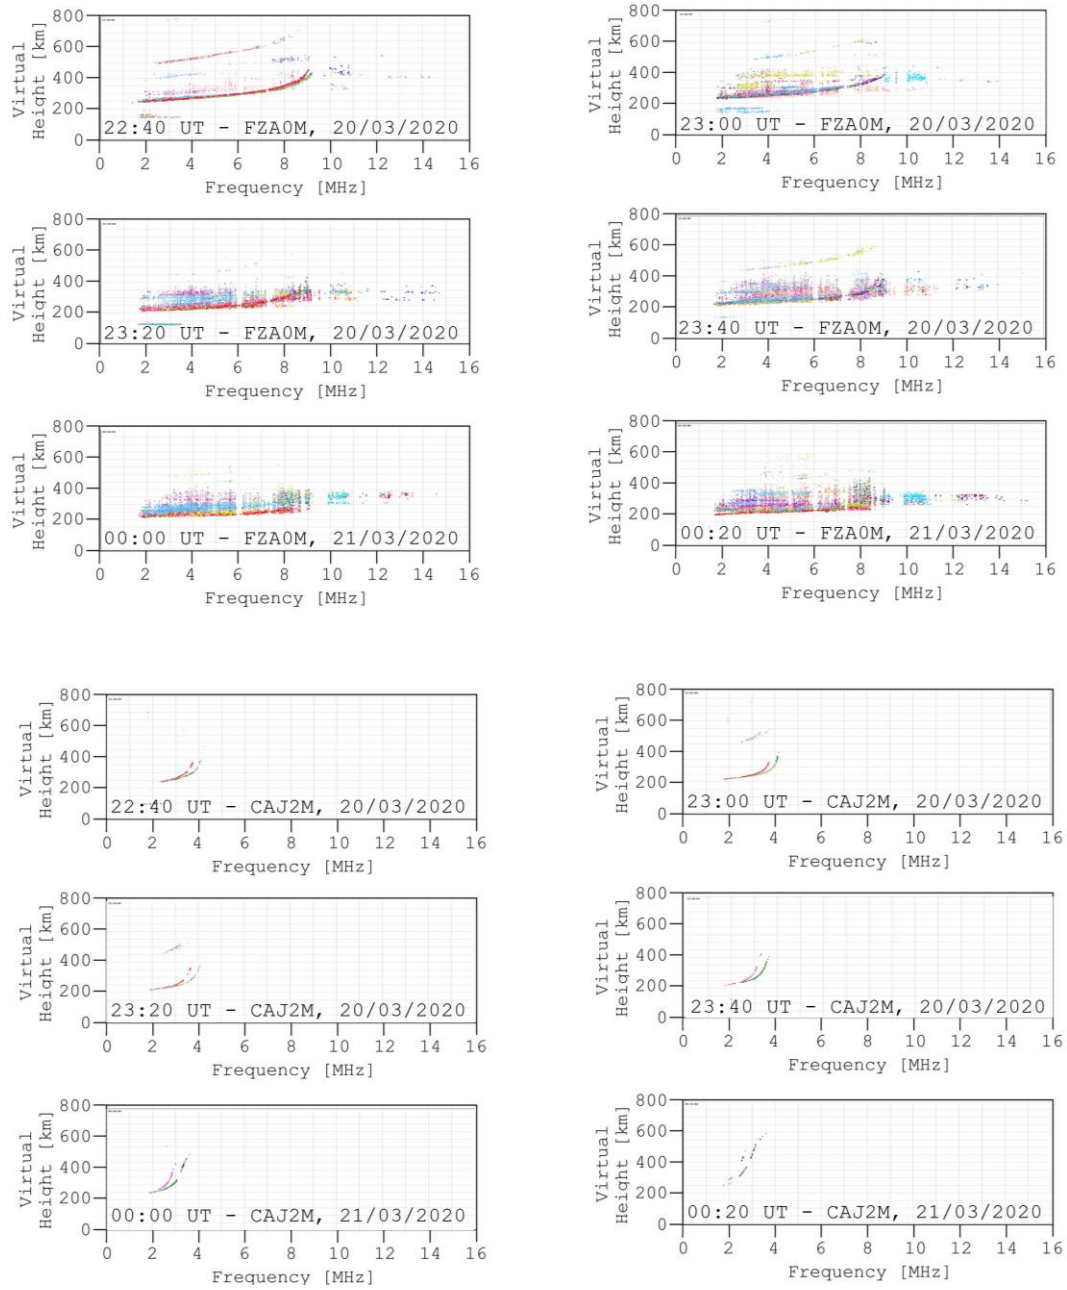 800
600
400
200
0
Virtual
Height [km]
22:40 UT - FZA0M, 20/03/2020
0 2 4 6 8 10 12 14 16
Frequency [MHz]
800
600
400
200
0
Virtual
Height [km]
23:00 UT - FZA0M, 20/03/2020
0 2 4 6 8 10 12 14 16
Frequency [MHz]
800
600
400
200
0
Virtual
Height [km]
23:20 UT - FZA0M, 20/03/2020
0 2 4 6 8 10 12 14 16
Frequency [MHz]
800
600
400
200
0
Virtual
Height [km]
23:40 UT - FZA0M, 20/03/2020
0 2 4 6 8 10 12 14 16
Frequency [MHz]
800
600
400
200
0
Virtual
Height [km]
00:00 UT - FZA0M, 21/03/2020
0 2 4 6 8 10 12 14 16
Frequency [MHz]
800
600
400
200
0
Virtual
Height [km]
00:20 UT - FZA0M, 21/03/2020
0 2 4 6 8 10 12 14 16
Frequency [MHz]
800
600
400
200
0
Virtual
Height [km]
22:40 UT - CAJ2M, 20/03/2020
0 2 4 6 8 10 12 14 16
Frequency [MHz]
800
600
400
200
0
Virtual
Height [km]
23:00 UT - CAJ2M, 20/03/2020
0 2 4 6 8 10 12 14 16
Frequency [MHz]
800
600
400
200
0
Virtual
Height [km]
23:20 UT - CAJ2M, 20/03/2020
0 2 4 6 8 10 12 14 16
Frequency [MHz]
800
600
400
200
0
Virtual
Height [km]
23:40 UT - CAJ2M, 20/03/2020
0 2 4 6 8 10 12 14 16
Frequency [MHz]
800
600
400
200
0
Virtual
Height [km]
00:00 UT - CAJ2M, 21/03/2020
0 2 4 6 8 10 12 14 16
Frequency [MHz]
800
600
400
200
0
Virtual
Height [km]
00:20 UT - CAJ2M, 21/03/2020
0 2 4 6 8 10 12 14 16
Frequency [MHz]